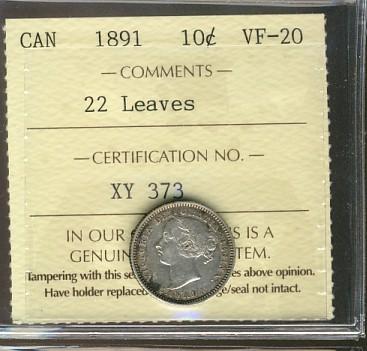 CAN 1891 10¢ VF-20
— COMMENTS —
22 Leaves
— CERTIFICATION NO. —
XY 373
IN OUR S IS A
GENUIN TEM.
Tampering with this se es above opinion.
Have holder replaced ge/seal not intact.